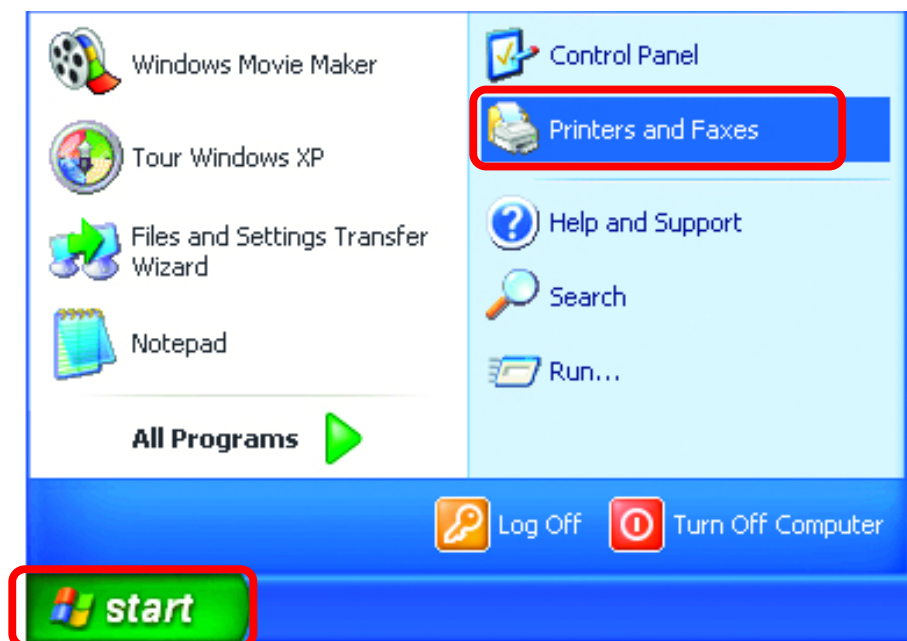 Windows Movie Maker
Tour Windows XP
Files and Settings Transfer
Wizard
Notepad
All Programs
Control Panel
Printers and Faxes
Help and Support
Search
Run...
Log Off
Turn Off Computer
start